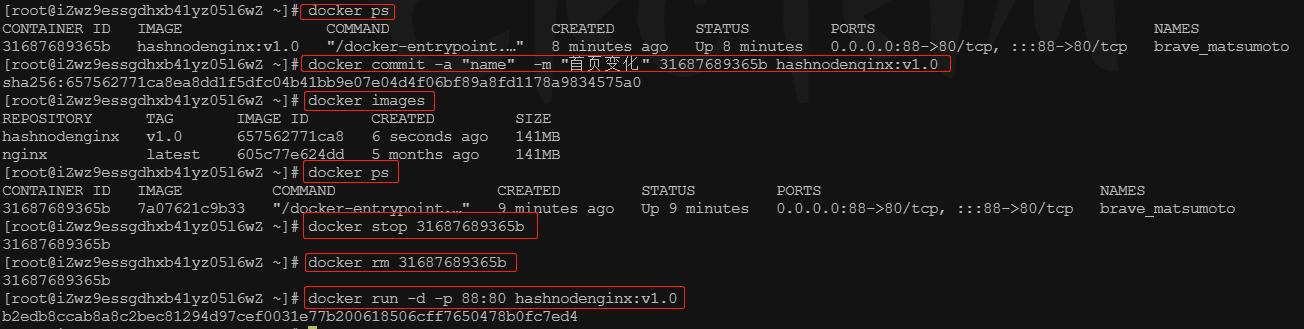 [root@iZwz9essgdhxb41yz05l6wZ ~]# docker ps
CONTAINER ID   IMAGE               COMMAND                  CREATED         STATUS         PORTS                               NAMES
31687689365b   hashnodenginx:v1.0   "/docker-entrypoint.…"   8 minutes ago   Up 8 minutes   0.0.0.0:88->80/tcp, :::88->80/tcp   brave_matsumoto
[root@iZwz9essgdhxb41yz05l6wZ ~]# docker commit -a "name"  -m "首页变化" 31687689365b hashnodenginx:v1.0
sha256:657562771ca8ea8dd1f5dfc04b41bb9e07e04d4f06bf89a8fd1178a9834575a0
[root@iZwz9essgdhxb41yz05l6wZ ~]# docker images
REPOSITORY      TAG       IMAGE ID       CREATED         SIZE
hashnodenginx   v1.0      657562771ca8   6 seconds ago   141MB
nginx           latest    605c77e624dd   5 months ago    141MB
[root@iZwz9essgdhxb41yz05l6wZ ~]# docker ps
CONTAINER ID   IMAGE          COMMAND                  CREATED         STATUS         PORTS                               NAMES
31687689365b   7a07621c9b33   "/docker-entrypoint.…"   9 minutes ago   Up 9 minutes   0.0.0.0:88->80/tcp, :::88->80/tcp   brave_matsumoto
[root@iZwz9essgdhxb41yz05l6wZ ~]# docker stop 31687689365b
31687689365b
[root@iZwz9essgdhxb41yz05l6wZ ~]# docker rm 31687689365b
31687689365b
[root@iZwz9essgdhxb41yz05l6wZ ~]# docker run -d -p 88:80 hashnodenginx:v1.0
b2edb8ccab8a8c2bec81294d97cef0031e77b200618506cff7650478b0fc7ed4